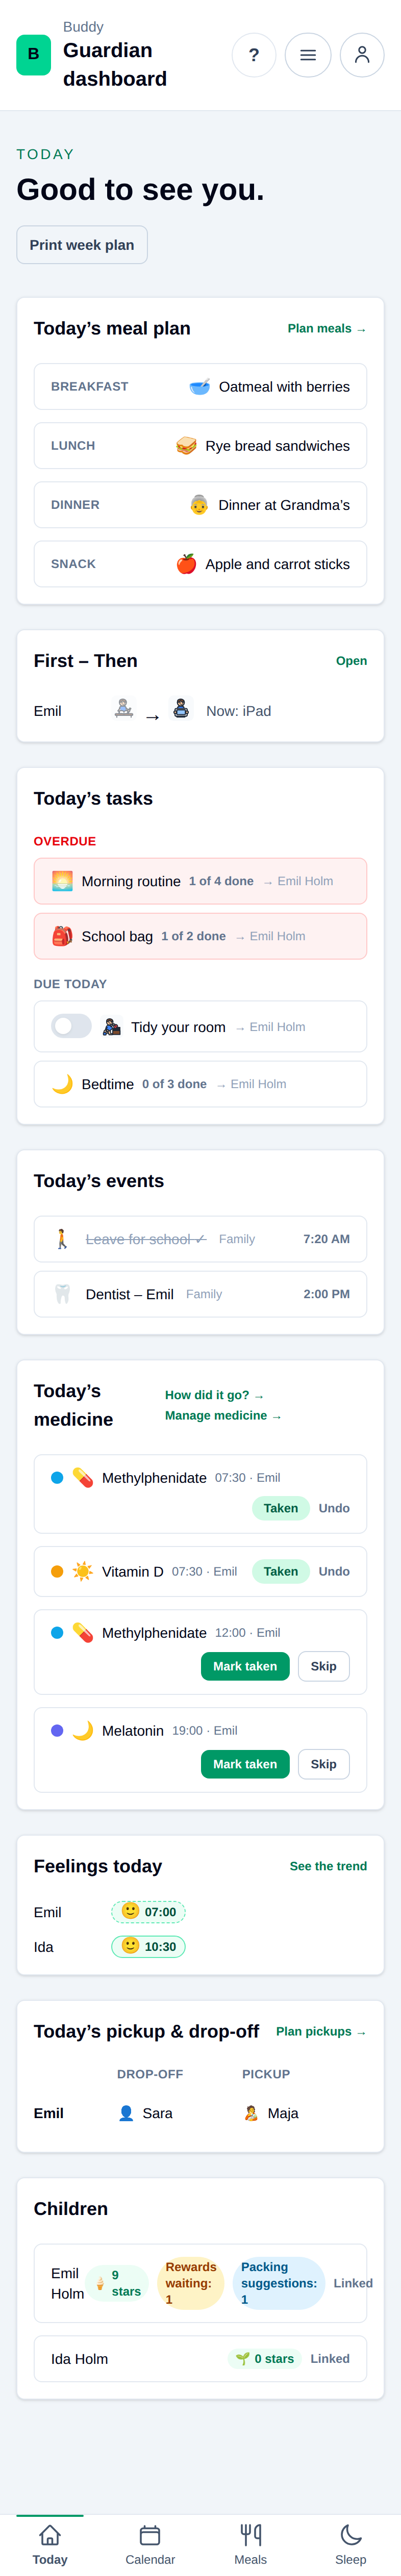 B
Buddy
Guardian
dashboard
?
TODAY
Good to see you.
Print week plan
Today’s meal plan
Plan meals →
BREAKFAST
Oatmeal with berries
LUNCH
Rye bread sandwiches
DINNER
Dinner at Grandma’s
SNACK
Apple and carrot sticks
First – Then
Open
Emil → Now: iPad
Today’s tasks
OVERDUE
Morning routine 1 of 4 done → Emil Holm
School bag 1 of 2 done → Emil Holm
DUE TODAY
Tidy your room → Emil Holm
Bedtime 0 of 3 done → Emil Holm
Today’s events
Leave for school ✓ Family 7:20 AM
Dentist – Emil Family 2:00 PM
Today’s
medicine
How did it go? →
Manage medicine →
Methylphenidate 07:30 · Emil
Taken Undo
Vitamin D 07:30 · Emil Taken Undo
Methylphenidate 12:00 · Emil
Mark taken Skip
Melatonin 19:00 · Emil
Mark taken Skip
Feelings today
See the trend
Emil 07:00
Ida 10:30
Today’s pickup & drop-off
Plan pickups →
DROP-OFF PICKUP
Emil Sara Maja
Children
Emil
Holm
9
stars
Rewards
waiting:
1
Packing
suggestions:
1
Linked
Ida Holm 0 stars Linked
Today Calendar Meals Sleep